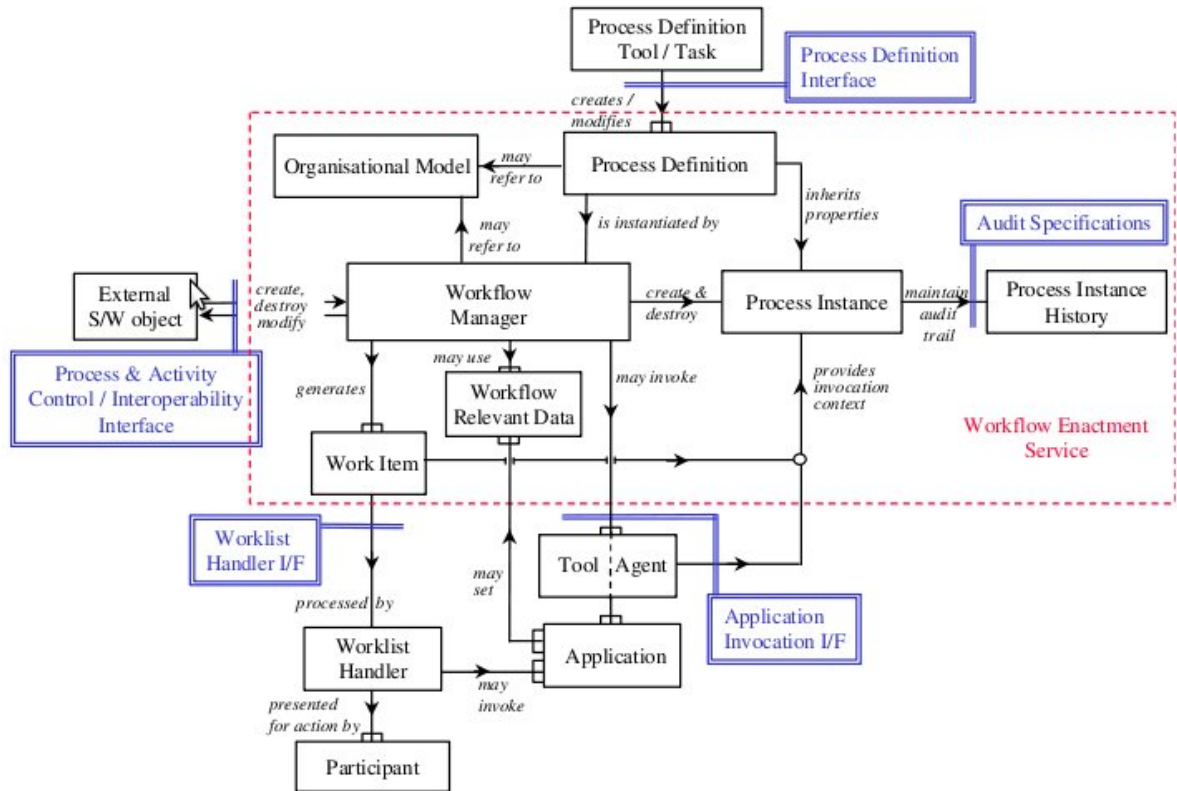 Process Definition
Tool / Task
Process Definition
Interface
creates /
modifies
Organisational Model
may
refer to
Process Definition
inherits
properties
is instantiated by
may
refer to
Audit Specifications
External
S/W object
create,
destroy
modify
Workflow
Manager
create &
destroy
Process Instance
maintain
audit
trail
Process Instance
History
Process & Activity
Control / Interoperability
Interface
generates
may use
may invoke
provides
invocation
context
Workflow
Relevant Data
Workflow Enactment
Service
Work Item
Worklist
Handler I/F
Tool Agent
may
set
processed by
Application
Invocation I/F
Worklist
Handler
Application
may
invoke
presented
for action by
Participant